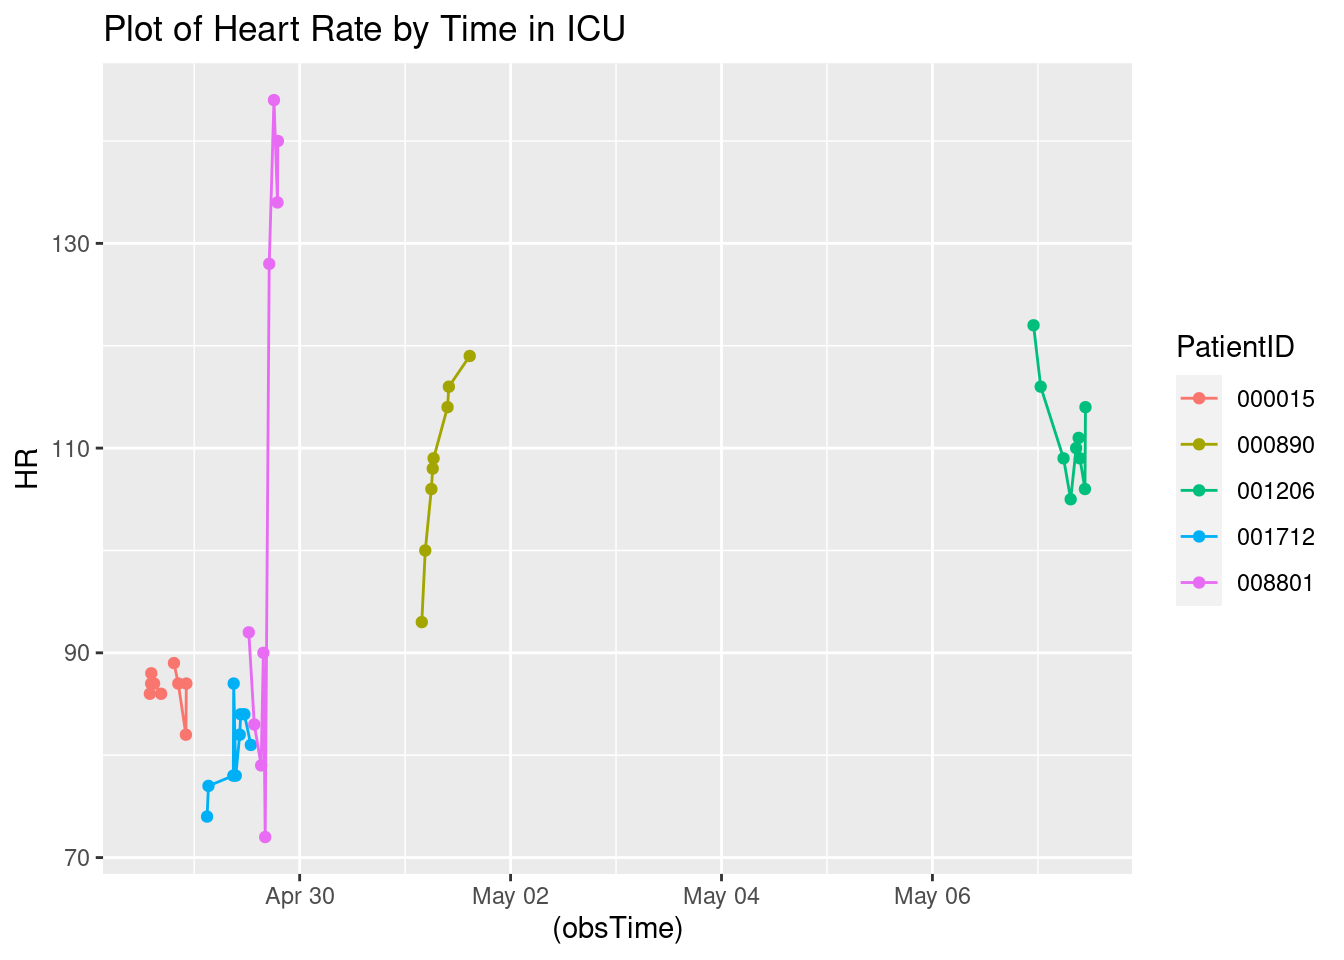 Plot of Heart Rate by Time in ICU
HR
130
110
90
70
Apr 30
May 02
May 04
May 06
(obsTime)
PatientID
000015
000890
001206
001712
008801